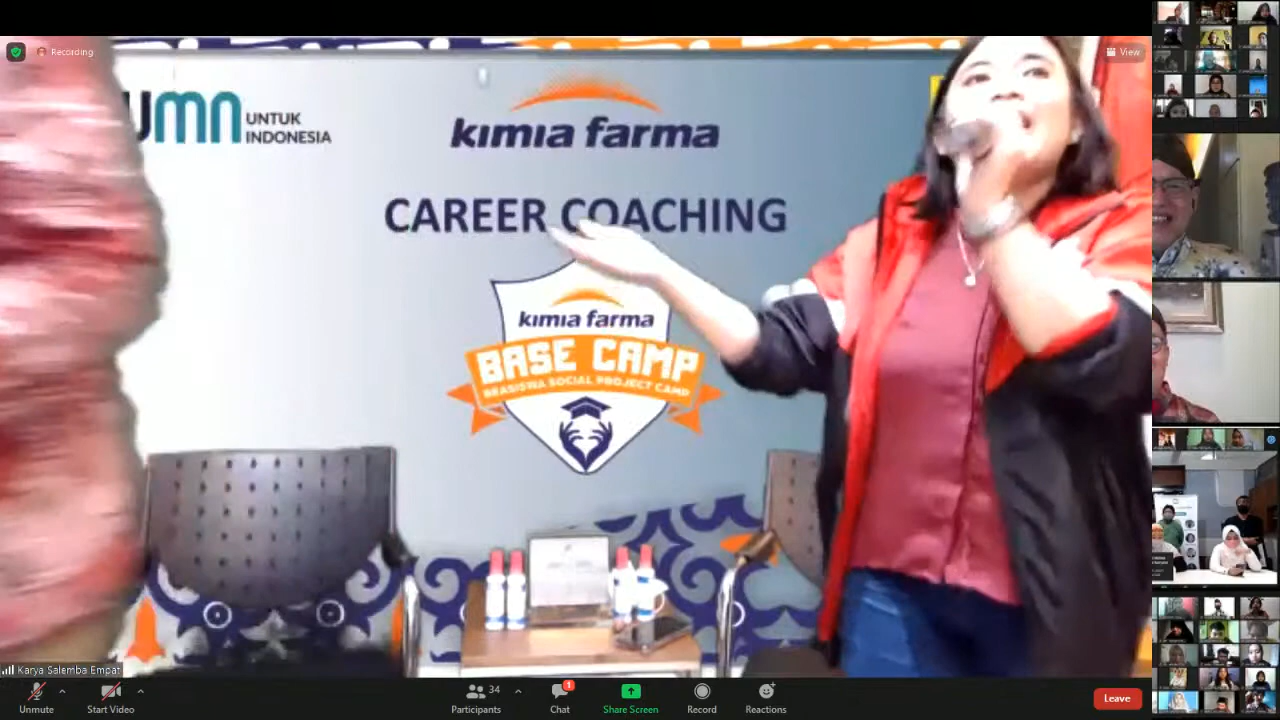 Recording
View
UMN UNTUK
INDONESIA
kimia farma
CAREER COACHING
kimia farma
BASE CAMP
BEASISWA SOCIAL PROJECT CAMP
Karya Salemba Empat
Unmute
Start Video
Participants
34
Chat
1
Share Screen
Record
Reactions
Leave